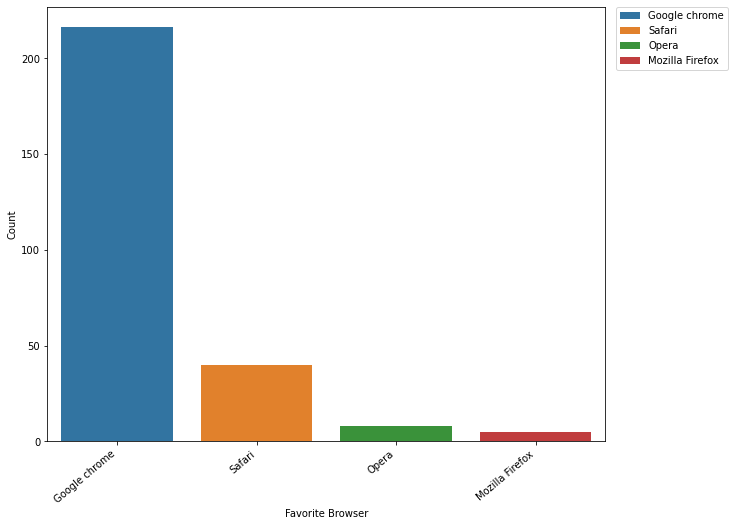 200
150
100
50
0
Count
Google chrome
Safari
Opera
Mozilla Firefox
Favorite Browser
Google chrome
Safari
Opera
Mozilla Firefox